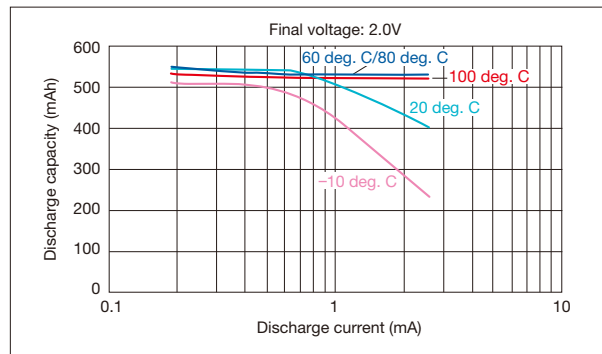 Final voltage: 2.0V
Discharge capacity (mAh)
600
500
400
300
200
100
0
60 deg. C/80 deg. C
100 deg. C
20 deg. C
–10 deg. C
0.1
1
10
Discharge current (mA)